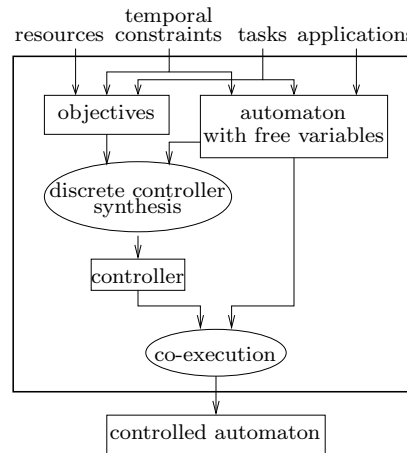 temporal
resources constraints tasks applications
objectives
automaton
with free variables
discrete controller
synthesis
controller
co-execution
controlled automaton